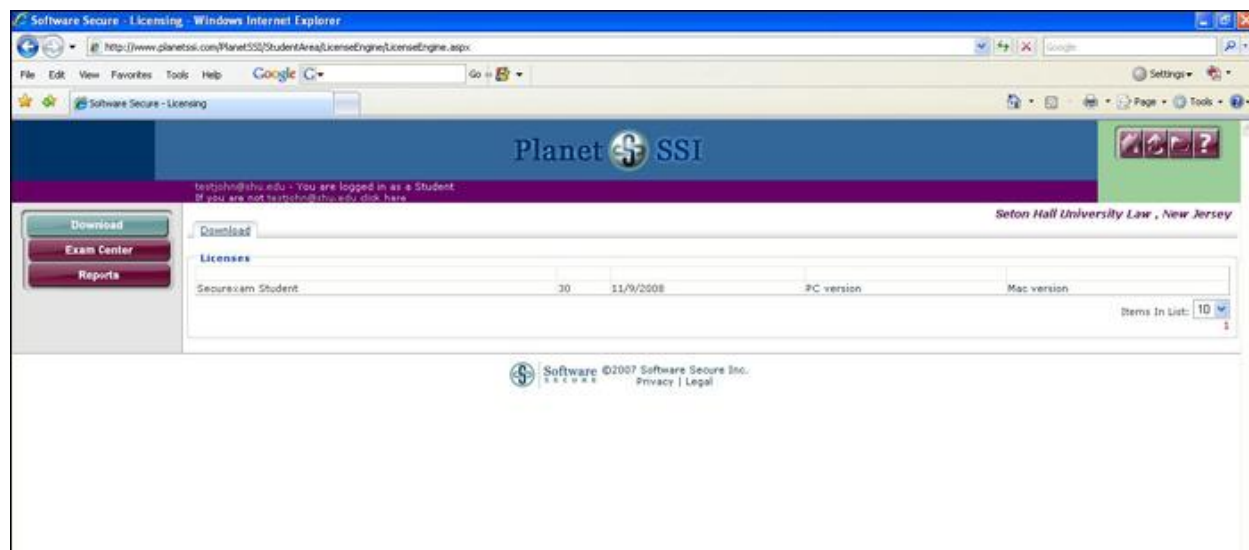 Software Secure - Licensing - Windows Internet Explorer
http://www.planetssi.com/PlanetSSI/StudentArea/LicenseEngine/LicenseEngine.aspx
Google
File Edit View Favorites Tools Help Google G Go Settings
Software Secure - Licensing Page Tools
Planet SSI
testjohn@shu.edu - You are logged in as a Student
If you are not testjohn@shu.edu click here
Seton Hall University Law , New Jersey
Download
Exam Center
Reports
Download
Licenses
Securexam Student 30 11/9/2008 PC version Mac version
Items In List: 10
1
Software SECURE ©2007 Software Secure Inc.
Privacy | Legal